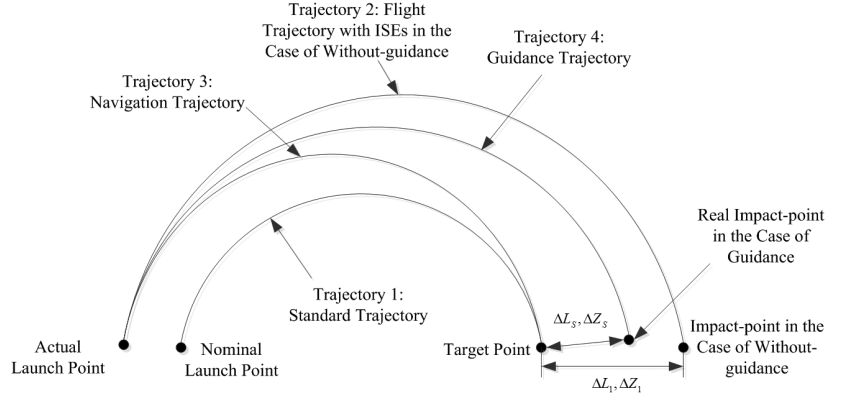 Trajectory 2: Flight
Trajectory with ISEs in the
Case of Without-guidance
Trajectory 4:
Guidance Trajectory
Trajectory 3:
Navigation Trajectory
Real Impact-point
in the Case of
Guidance
Trajectory 1:
Standard Trajectory
ΔL_S, ΔZ_S
Actual
Launch Point
Nominal
Launch Point
Target Point
Impact-point in the
Case of Without-
guidance
ΔL₁, ΔZ₁